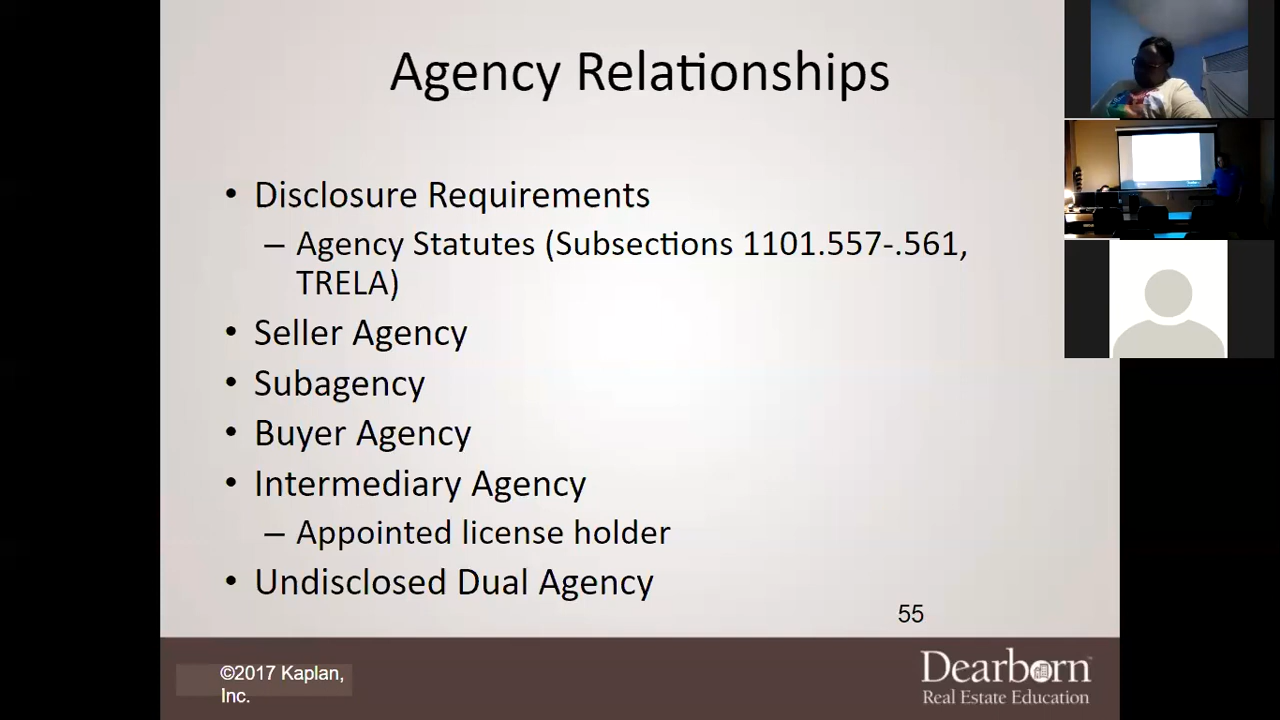 Agency Relationships
• Disclosure Requirements
– Agency Statutes (Subsections 1101.557-.561,
TRELA)
• Seller Agency
• Subagency
• Buyer Agency
• Intermediary Agency
– Appointed license holder
• Undisclosed Dual Agency
55
©2017 Kaplan,
Inc.
Dearborn
Real Estate Education